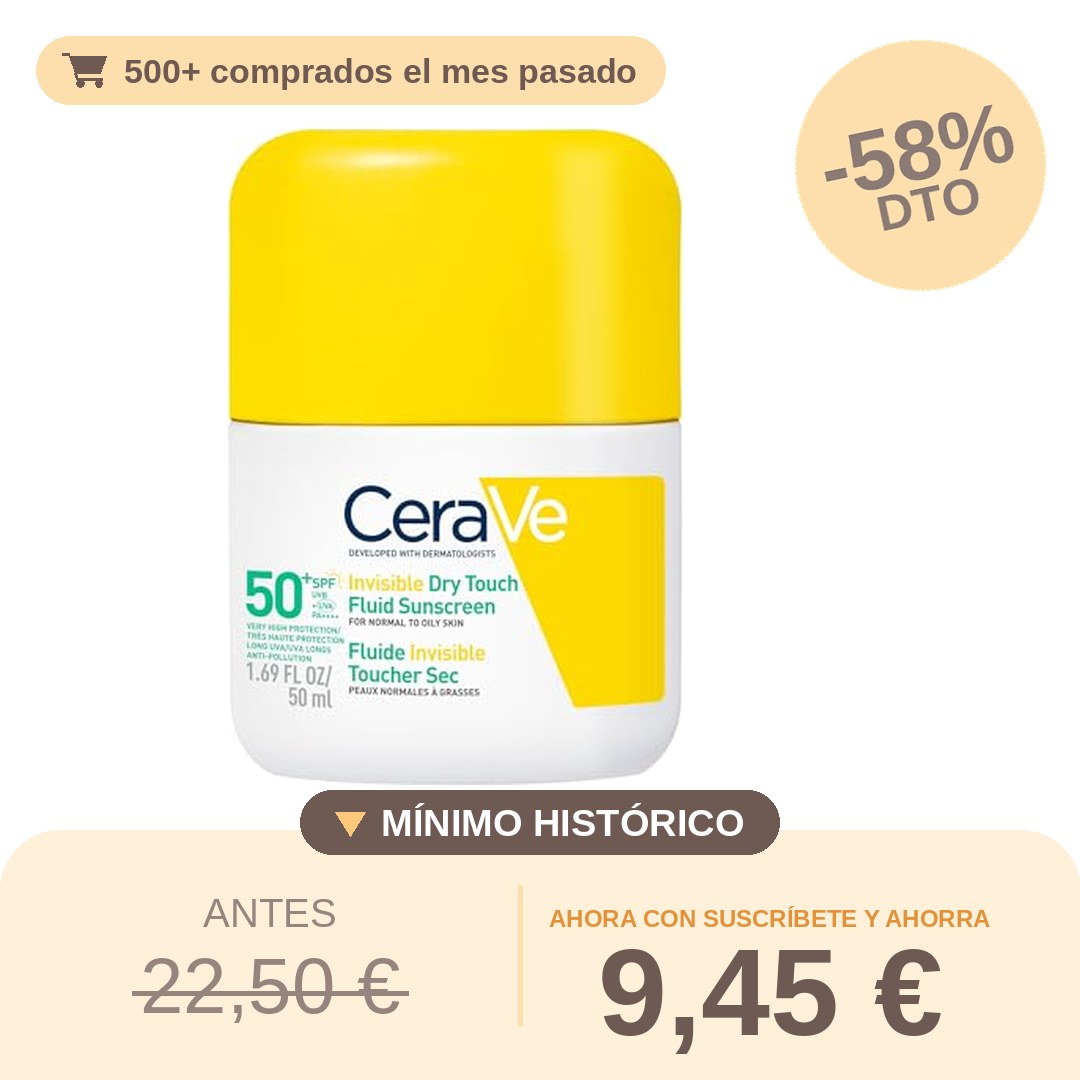 500+ comprados el mes pasado
-58%
DTO
CeraVe
DEVELOPED WITH DERMATOLOGISTS
50+ SPF
UVB
+UVA
PA++++
VERY HIGH PROTECTION/
TRÈS HAUTE PROTECTION
LONG UVA/UVA LONGS
ANTI-POLLUTION
1.69 FL OZ/
50 ml
Invisible Dry Touch
Fluid Sunscreen
FOR NORMAL TO OILY SKIN
Fluide Invisible
Toucher Sec
PEAUX NORMALES À GRASSES
MÍNIMO HISTÓRICO
ANTES
22,50 €
AHORA CON SUSCRÍBETE Y AHORRA
9,45 €